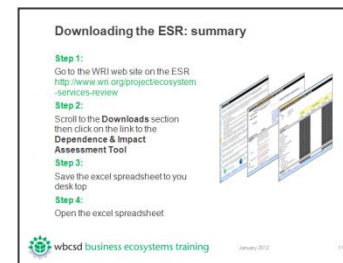 Downloading the ESR: summary
Step 1:
Go to the WRI web site on the ESR
http://www.wri.org/project/ecosystem
-services-review
Step 2:
Scroll to the Downloads section
then click on the link to the
Dependence & Impact
Assessment Tool
Step 3:
Save the excel spreadsheet to you
desk top
Step 4:
Open the excel spreadsheet
wbcsd business ecosystems training
January 2012
11